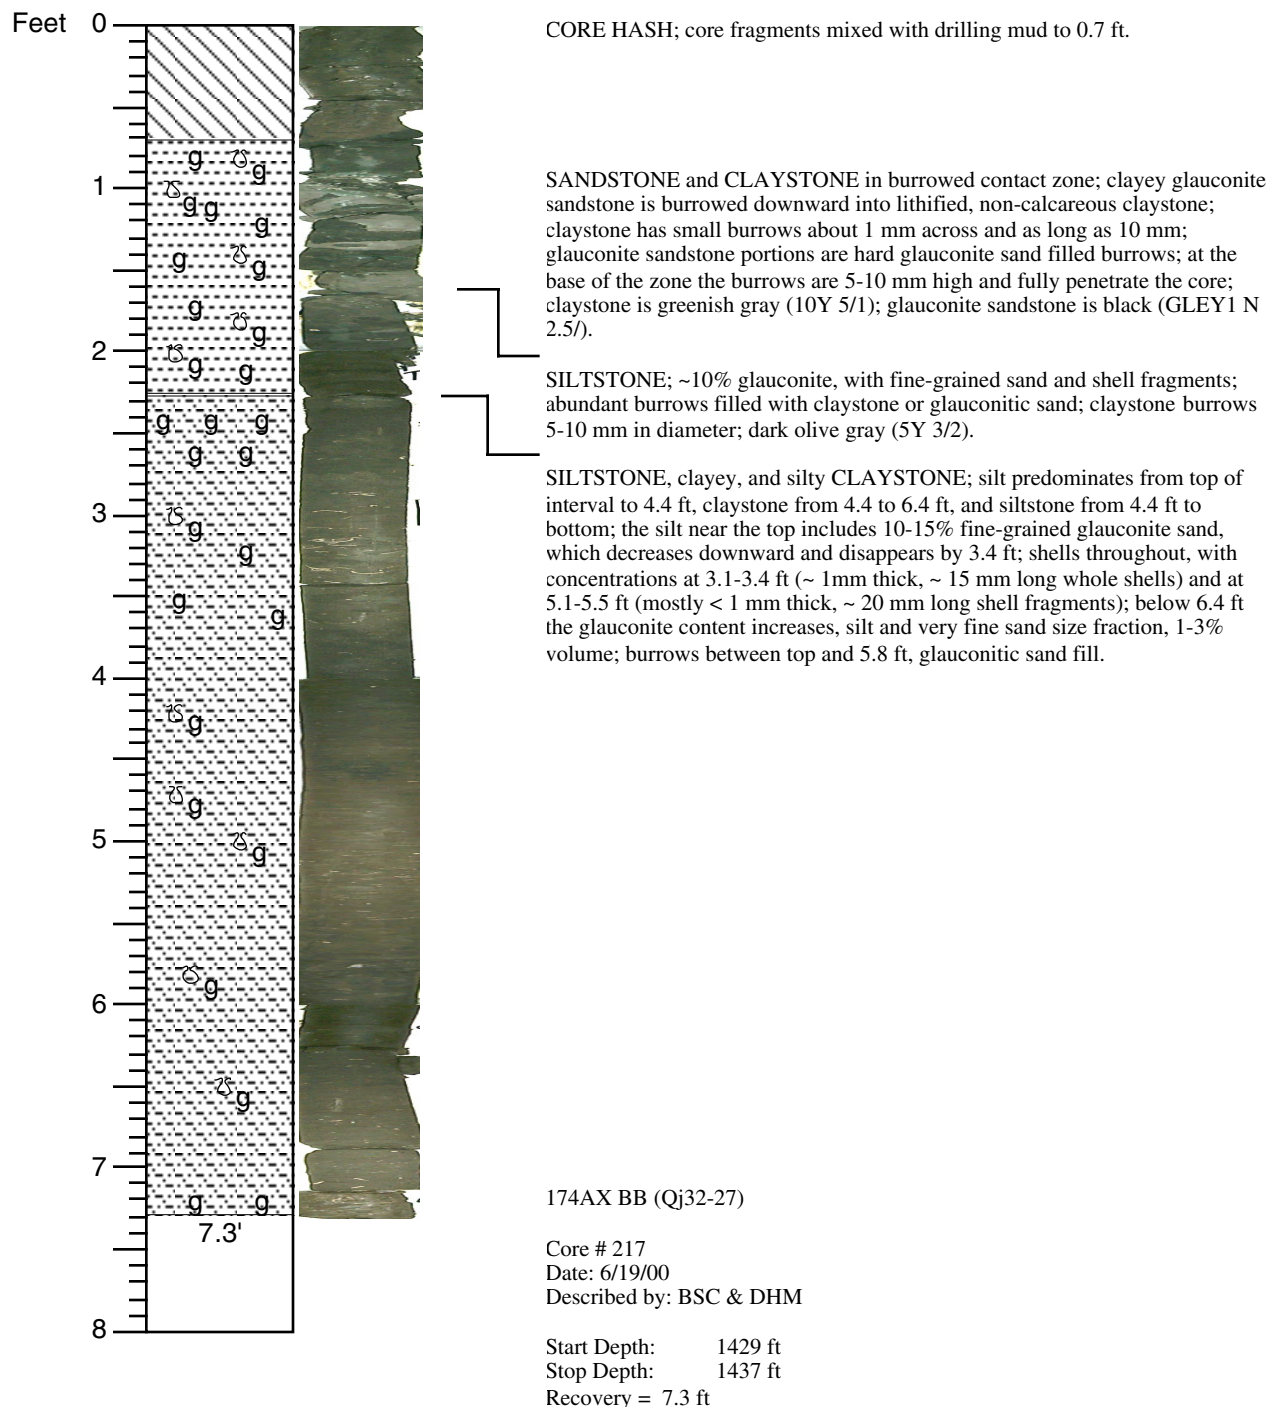 Feet 0
CORE HASH; core fragments mixed with drilling mud to 0.7 ft.
g
g
1
g g
g
g
g
g
g
2
g
g
SANDSTONE and CLAYSTONE in burrowed contact zone; clayey glauconite
sandstone is burrowed downward into lithified, non-calcareous claystone;
claystone has small burrows about 1 mm across and as long as 10 mm;
glauconite sandstone portions are hard glauconite sand filled burrows; at the
base of the zone the burrows are 5-10 mm high and fully penetrate the core;
claystone is greenish gray (10Y 5/1); glauconite sandstone is black (GLEY1 N
2.5/).
SILTSTONE; ~10% glauconite, with fine-grained sand and shell fragments;
abundant burrows filled with claystone or glauconitic sand; claystone burrows
5-10 mm in diameter; dark olive gray (5Y 3/2).
g g g
g g
3
g
g
g
g
4
g
g
5
g
g
6
g
7
g g
7.3'
8
SILTSTONE, clayey, and silty CLAYSTONE; silt predominates from top of
interval to 4.4 ft, claystone from 4.4 to 6.4 ft, and siltstone from 4.4 ft to
bottom; the silt near the top includes 10-15% fine-grained glauconite sand,
which decreases downward and disappears by 3.4 ft; shells throughout, with
concentrations at 3.1-3.4 ft (~ 1mm thick, ~ 15 mm long whole shells) and at
5.1-5.5 ft (mostly < 1 mm thick, ~ 20 mm long shell fragments); below 6.4 ft
the glauconite content increases, silt and very fine sand size fraction, 1-3%
volume; burrows between top and 5.8 ft, glauconitic sand fill.
174AX BB (Qj32-27)
Core # 217
Date: 6/19/00
Described by: BSC & DHM
Start Depth: 1429 ft
Stop Depth: 1437 ft
Recovery = 7.3 ft